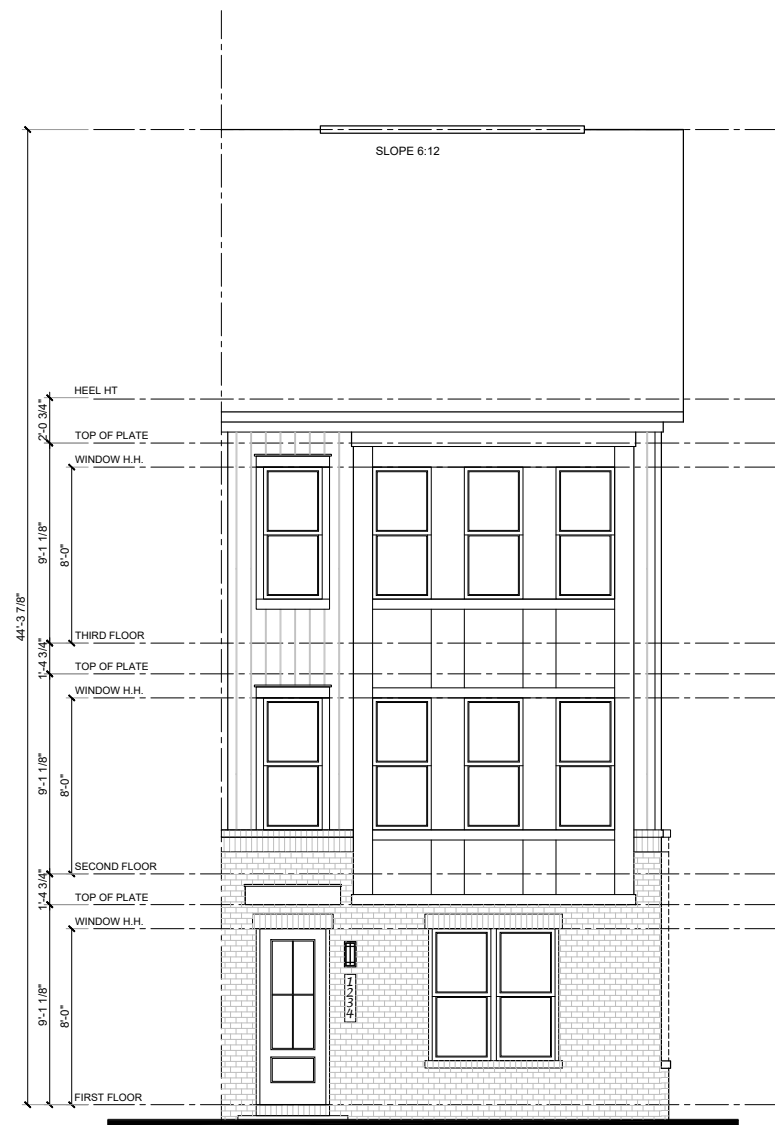 SLOPE 6:12
HEEL HT
2'-0 3/4"
TOP OF PLATE
WINDOW H.H.
9'-1 1/8"
8'-0"
44'-3 7/8"
THIRD FLOOR
1'-4 3/4"
TOP OF PLATE
WINDOW H.H.
9'-1 1/8"
8'-0"
SECOND FLOOR
1'-4 3/4"
TOP OF PLATE
WINDOW H.H.
1234
9'-1 1/8"
8'-0"
FIRST FLOOR